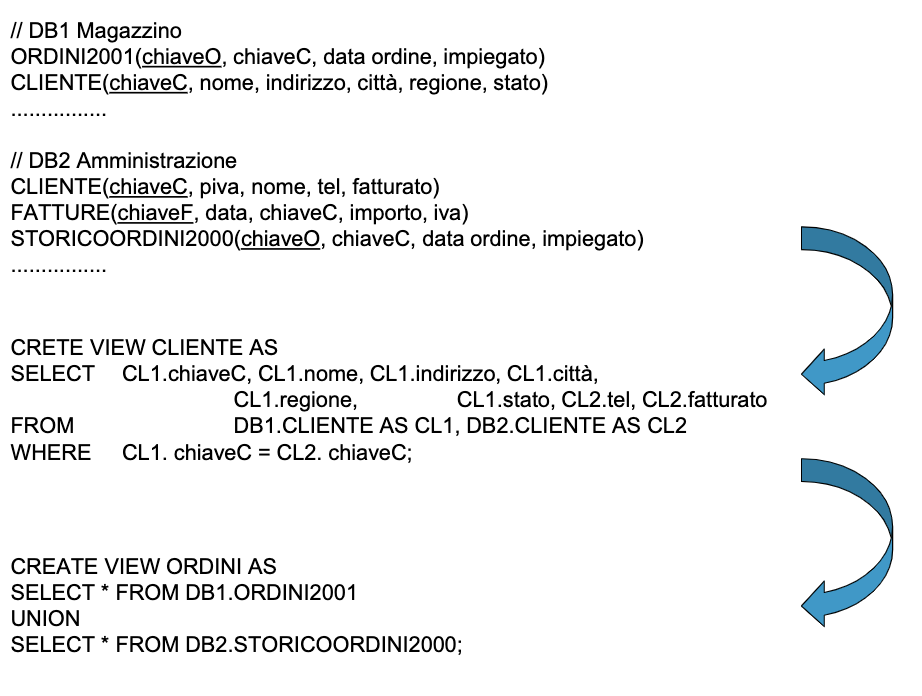 // DB1 Magazzino
ORDINI2001(chiaveO, chiaveC, data ordine, impiegato)
CLIENTE(chiaveC, nome, indirizzo, città, regione, stato)
................
// DB2 Amministrazione
CLIENTE(chiaveC, piva, nome, tel, fatturato)
FATTURE(chiaveF, data, chiaveC, importo, iva)
STORICOORDINI2000(chiaveO, chiaveC, data ordine, impiegato)
................
CRETE VIEW CLIENTE AS
SELECT CL1.chiaveC, CL1.nome, CL1.indirizzo, CL1.città,
CL1.regione, CL1.stato, CL2.tel, CL2.fatturato
FROM DB1.CLIENTE AS CL1, DB2.CLIENTE AS CL2
WHERE CL1. chiaveC = CL2. chiaveC;
CREATE VIEW ORDINI AS
SELECT * FROM DB1.ORDINI2001
UNION
SELECT * FROM DB2.STORICOORDINI2000;